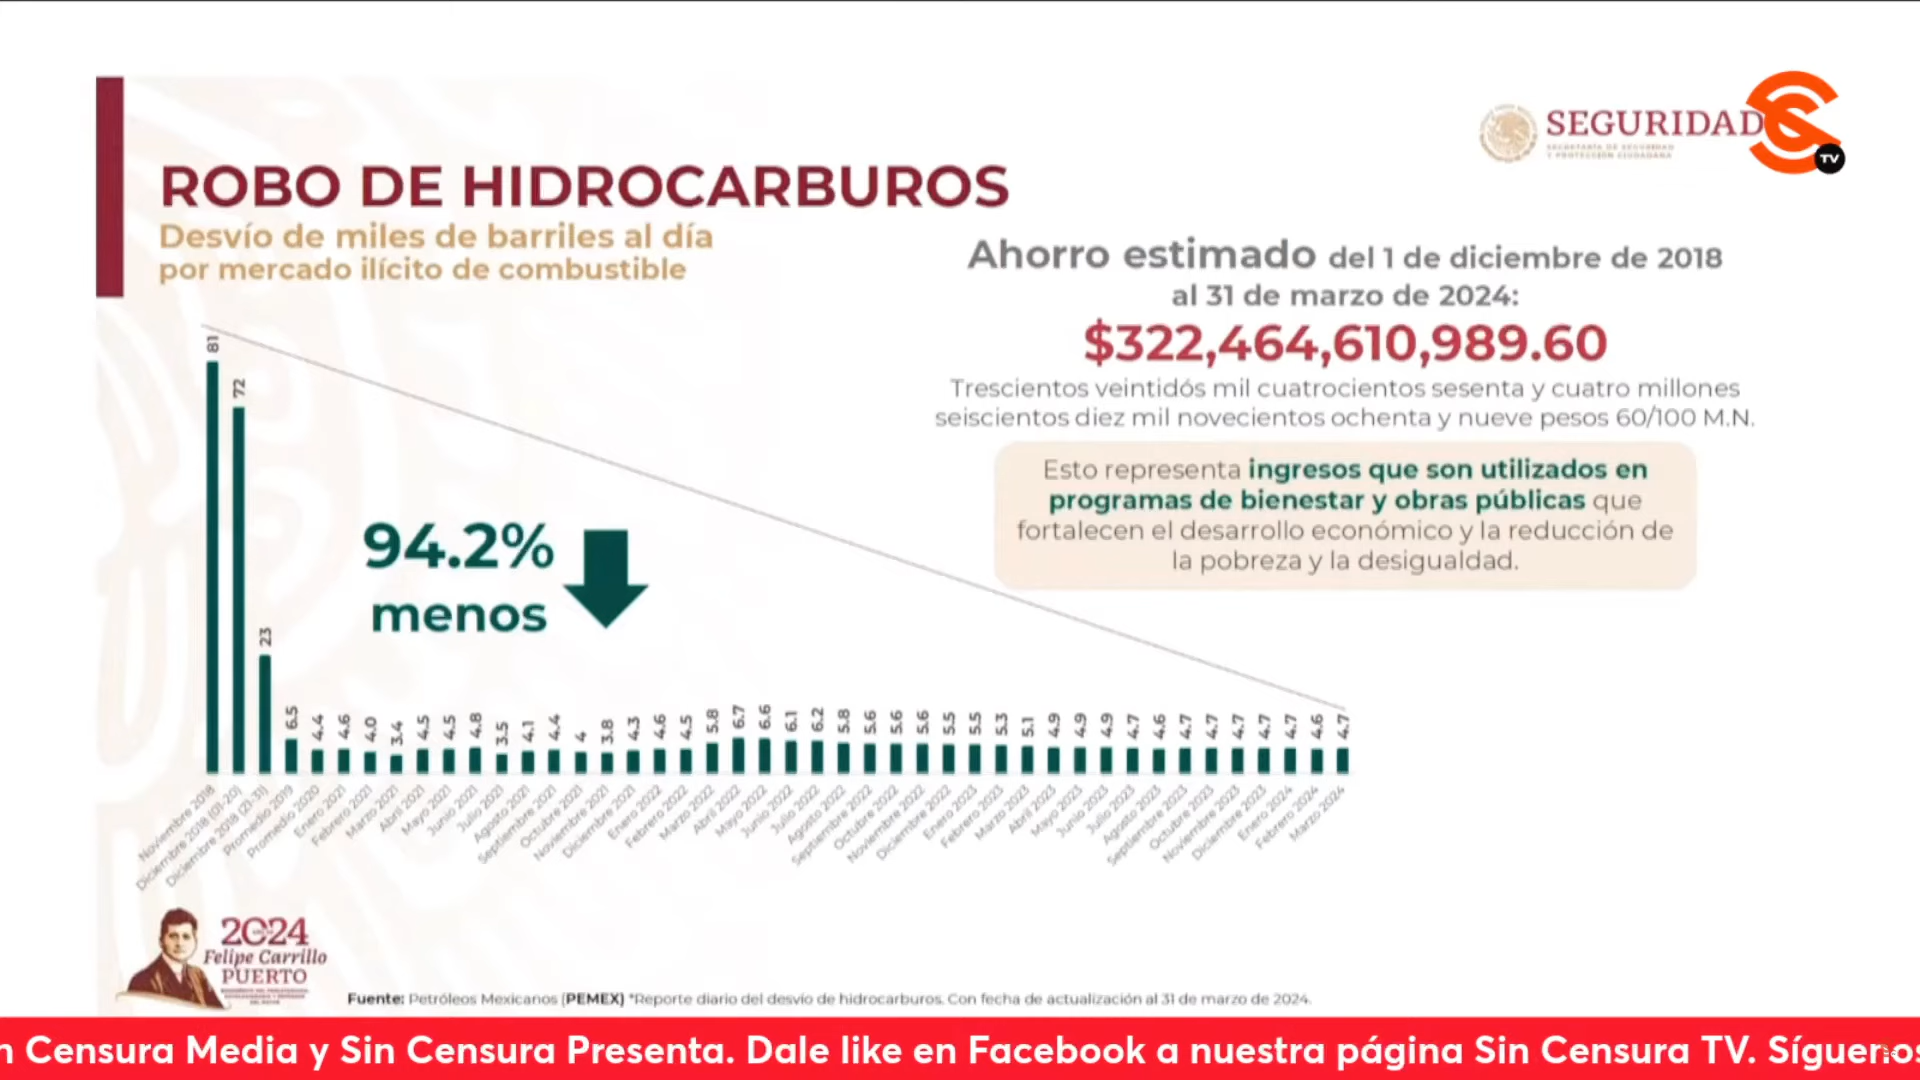 SEGURIDAD
SECRETARÍA DE SEGURIDAD
Y PROTECCIÓN CIUDADANA
TV
ROBO DE HIDROCARBUROS
Desvío de miles de barriles al día
por mercado ilícito de combustible
Ahorro estimado del 1 de diciembre de 2018
al 31 de marzo de 2024:
$322,464,610,989.60
Trescientos veintidós mil cuatrocientos sesenta y cuatro millones
seiscientos diez mil novecientos ochenta y nueve pesos 60/100 M.N.
Esto representa ingresos que son utilizados en
programas de bienestar y obras públicas que
fortalecen el desarrollo económico y la reducción de
la pobreza y la desigualdad.
94.2%
menos
81
72
23
6.5
4.4
4.6
4.0
3.4
4.5
4.5
4.8
3.5
4.1
4.4
4
3.8
4.3
4.6
4.5
5.8
6.7
6.6
6.1
6.2
5.8
5.6
5.6
5.6
5.5
5.5
5.3
5.1
4.9
4.9
4.9
4.7
4.6
4.7
4.7
4.7
4.7
4.7
4.6
4.7
Noviembre 2018
Diciembre 2018 (01-20)
Diciembre 2018 (21-31)
Promedio 2019
Promedio 2020
Enero 2021
Febrero 2021
Marzo 2021
Abril 2021
Mayo 2021
Junio 2021
Julio 2021
Agosto 2021
Septiembre 2021
Octubre 2021
Noviembre 2021
Diciembre 2021
Enero 2022
Febrero 2022
Marzo 2022
Abril 2022
Mayo 2022
Junio 2022
Julio 2022
Agosto 2022
Septiembre 2022
Octubre 2022
Noviembre 2022
Diciembre 2022
Enero 2023
Febrero 2023
Marzo 2023
Abril 2023
Mayo 2023
Junio 2023
Julio 2023
Agosto 2023
Septiembre 2023
Octubre 2023
Noviembre 2023
Diciembre 2023
Enero 2024
Febrero 2024
Marzo 2024
2024
Felipe Carrillo
PUERTO
Fuente: Petróleos Mexicanos (PEMEX) *Reporte diario del desvío de hidrocarburos. Con fecha de actualización al 31 de marzo de 2024.
n Censura Media y Sin Censura Presenta. Dale like en Facebook a nuestra página Sin Censura TV. Síguenos